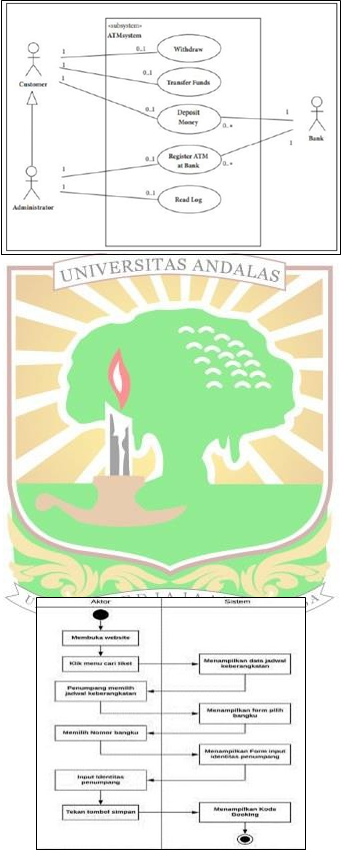 «subsystem»
ATMsystem
Withdraw
Transfer Funds
Deposit
Money
Register ATM
at Bank
Read Log
Customer
Administrator
Bank
1
0..1
1
0..1
1
0..1
0..*
1
1
0..1
0..*
1
1
0..1
UNIVERSITAS ANDALAS
Aktor
Sistem
Membuka website
Klik menu cari tiket
Menampilkan data jadwal
keberangkatan
Penumpang memilih
jadwal keberangkatan
Menampilkan form pilih
bangku
Memilih Nomor bangku
Menampilkan Form input
identitas penumpang
Input identitas
penumpang
Tekan tombol simpan
Menampilkan Kode
Booking